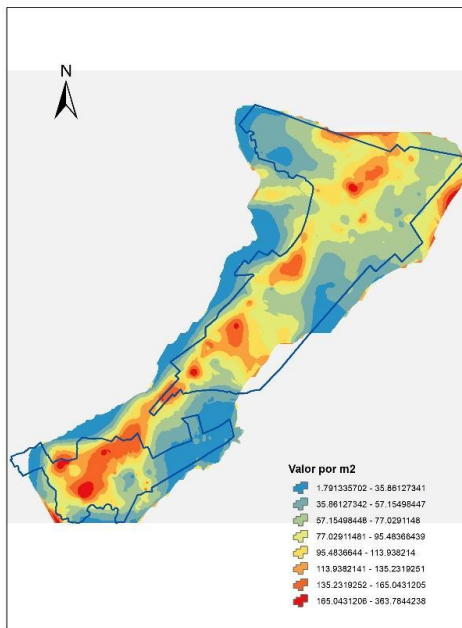 N
Valor por m2
1.791335702 - 35.86127341
35.86127342 - 57.15498447
57.15498448 - 77.0291148
77.02911481 - 95.48366439
95.4836644 - 113.938214
113.9382141 - 135.2319251
135.2319252 - 165.0431205
165.0431206 - 363.7844238